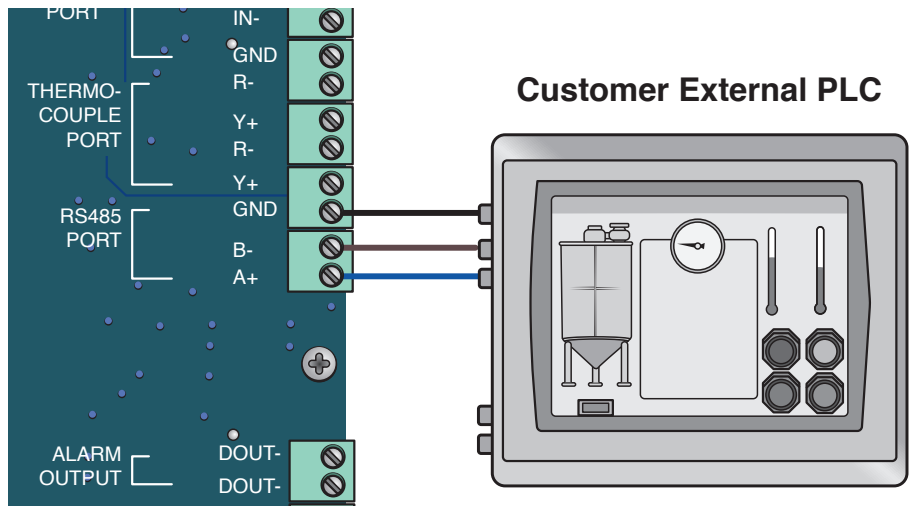 PORT
IN-
GND
R-
THERMO-
COUPLE
PORT
Y+
R-
Y+
RS485
PORT
GND
B-
A+
ALARM
OUTPUT
DOUT-
DOUT-
Customer External PLC